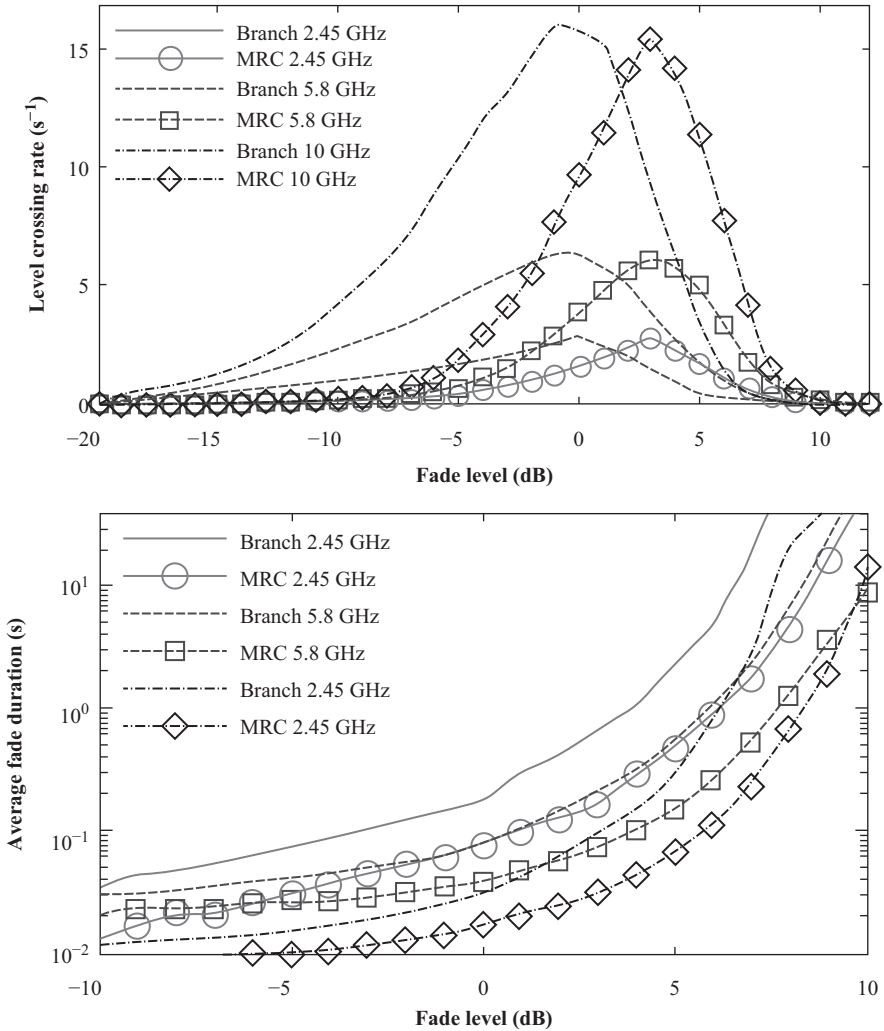 Branch 2.45 GHz
MRC 2.45 GHz
Branch 5.8 GHz
MRC 5.8 GHz
Branch 10 GHz
MRC 10 GHz
15
10
5
0
Level crossing rate (s⁻¹)
−20 −15 −10 −5 0 5 10
Fade level (dB)
Branch 2.45 GHz
MRC 2.45 GHz
Branch 5.8 GHz
MRC 5.8 GHz
Branch 2.45 GHz
MRC 2.45 GHz
10¹
10⁰
10⁻¹
10⁻²
Average fade duration (s)
−10 −5 0 5 10
Fade level (dB)